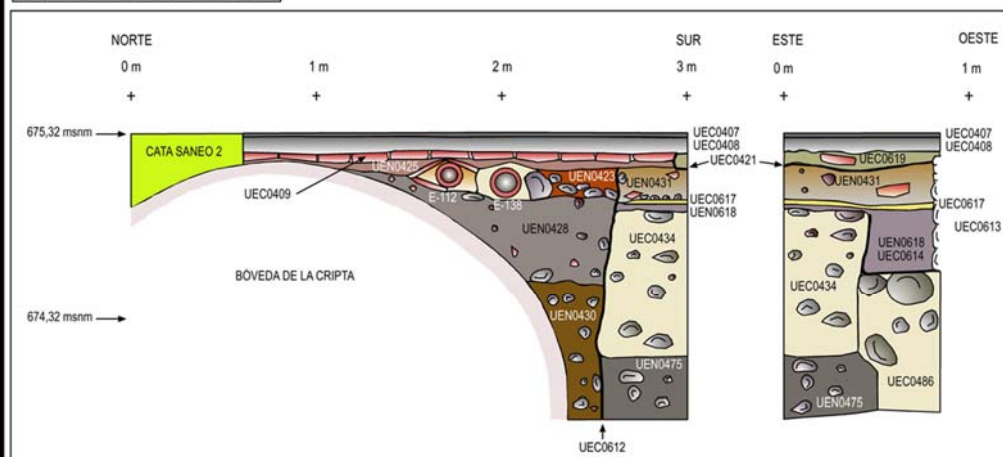 NORTE
SUR
ESTE
OESTE
0 m
1 m
2 m
3 m
0 m
1 m
675,32 msnm
CATA SANEO 2
UEC0407
UEC0408
UEC0421
UEC0409
UEN0425
E-112
E-138
UEN0423
UEN0431
UEC0617
UEN0618
UEN0428
UEC0434
BÓVEDA DE LA CRIPTA
674,32 msnm
UEN0430
UEN0475
UEC0612
UEC0407
UEC0408
UEC0619
UEN0431
UEC0617
UEC0613
UEN0618
UEC0614
UEC0434
UEC0486
UEN0475